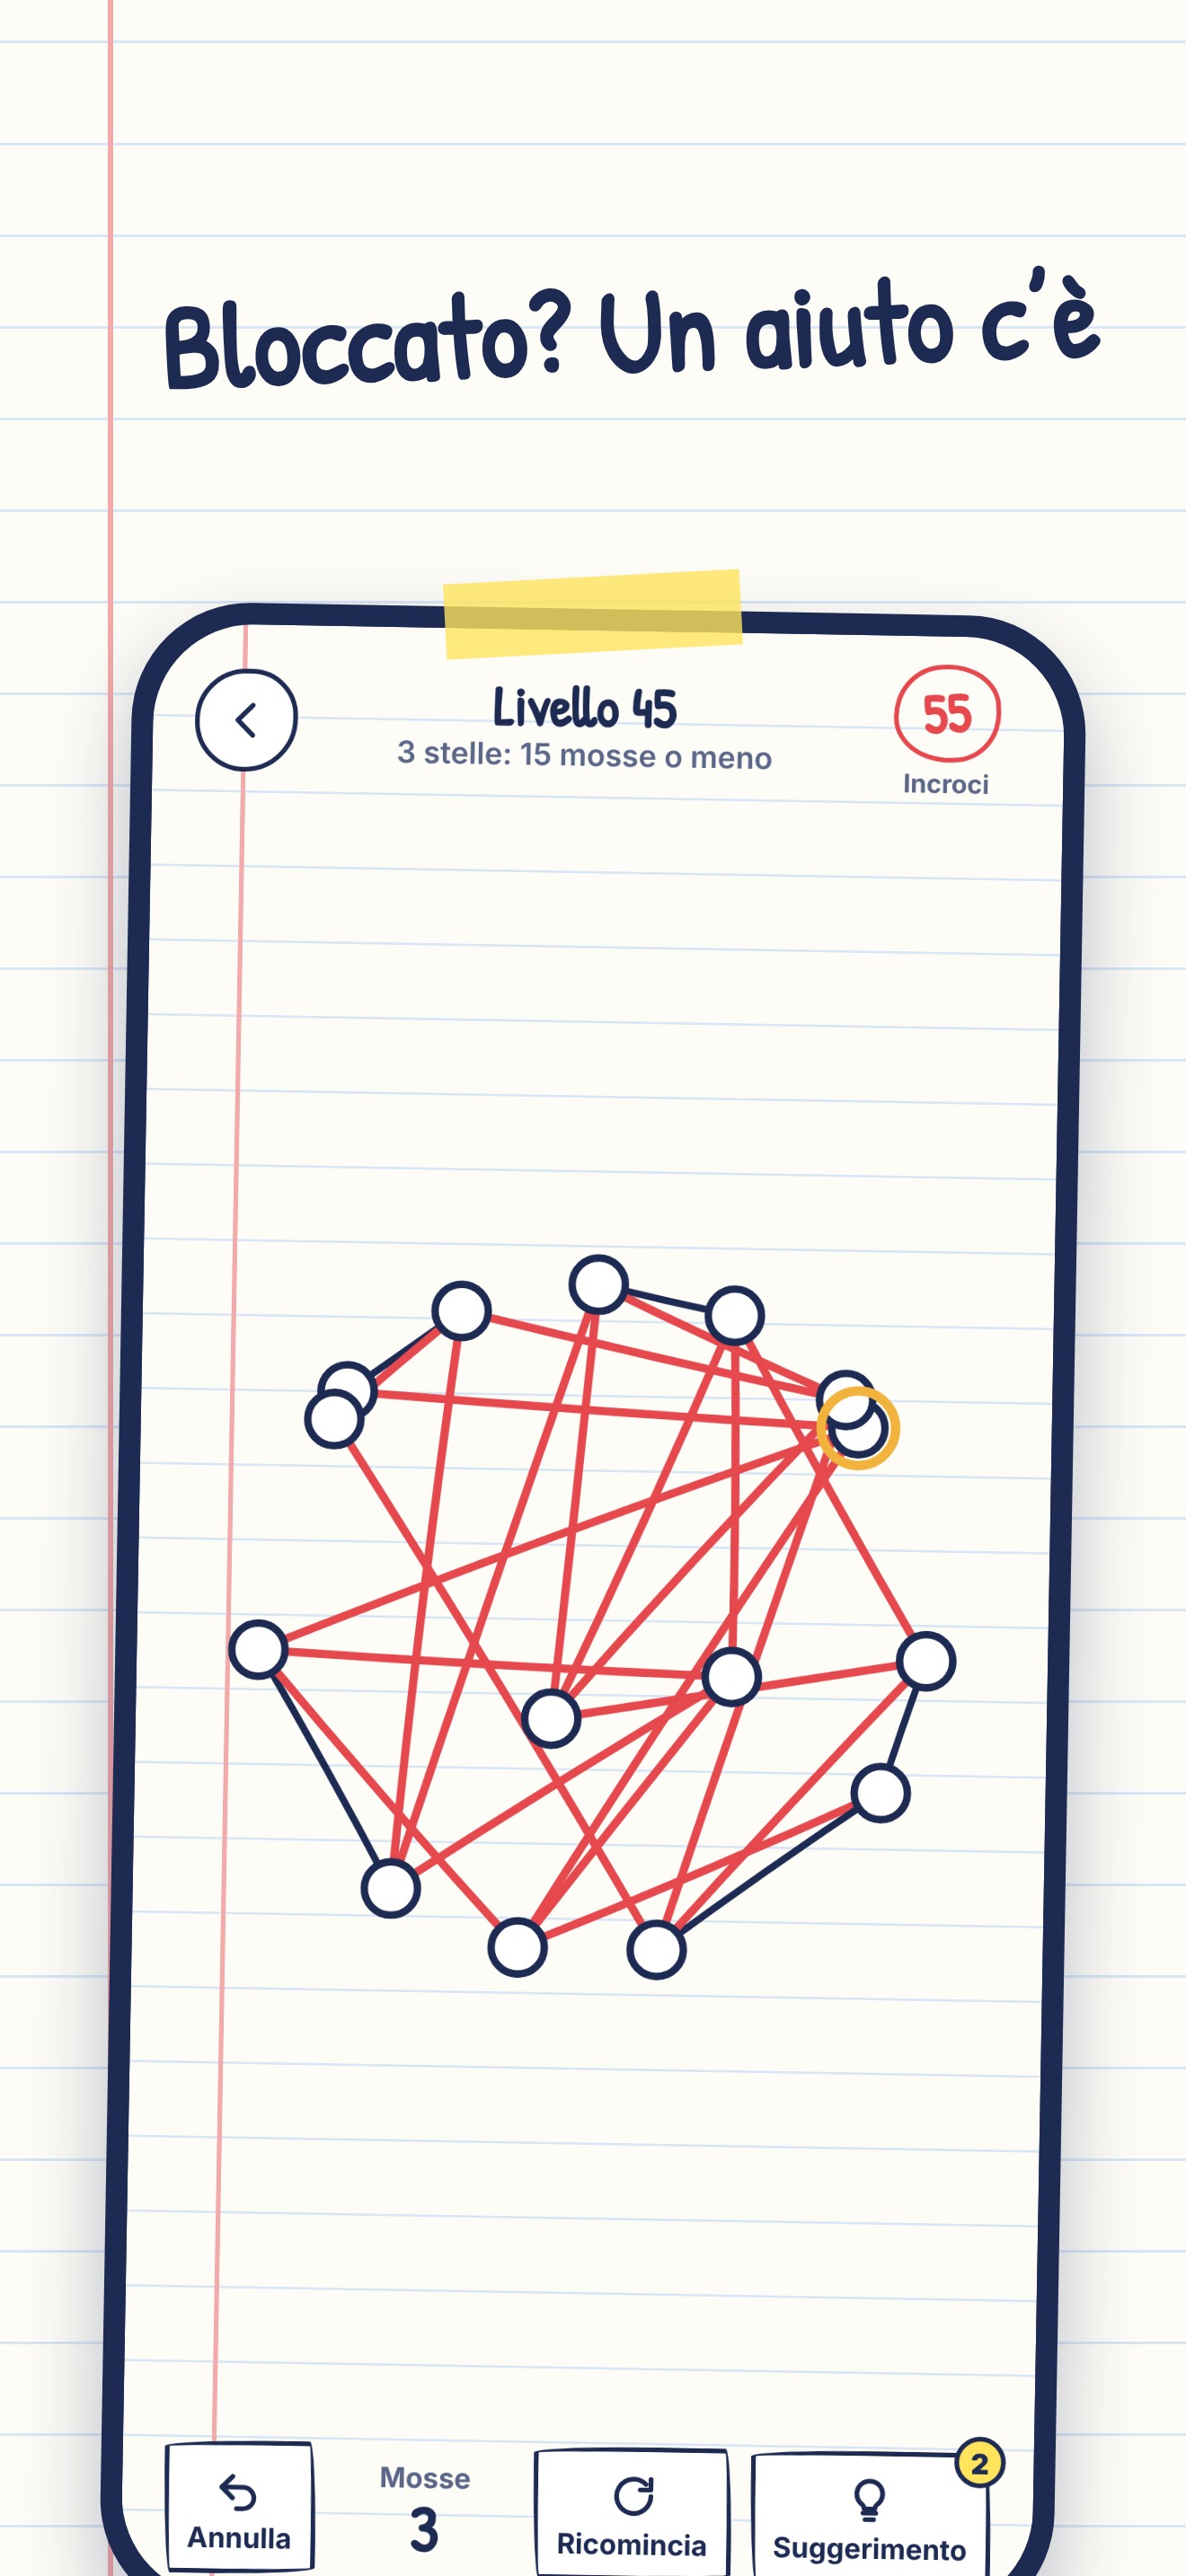 Bloccato? Un aiuto c'è
Livello 45
3 stelle: 15 mosse o meno
55
Incroci
Annulla
Mosse
3
Ricomincia
2
Suggerimento